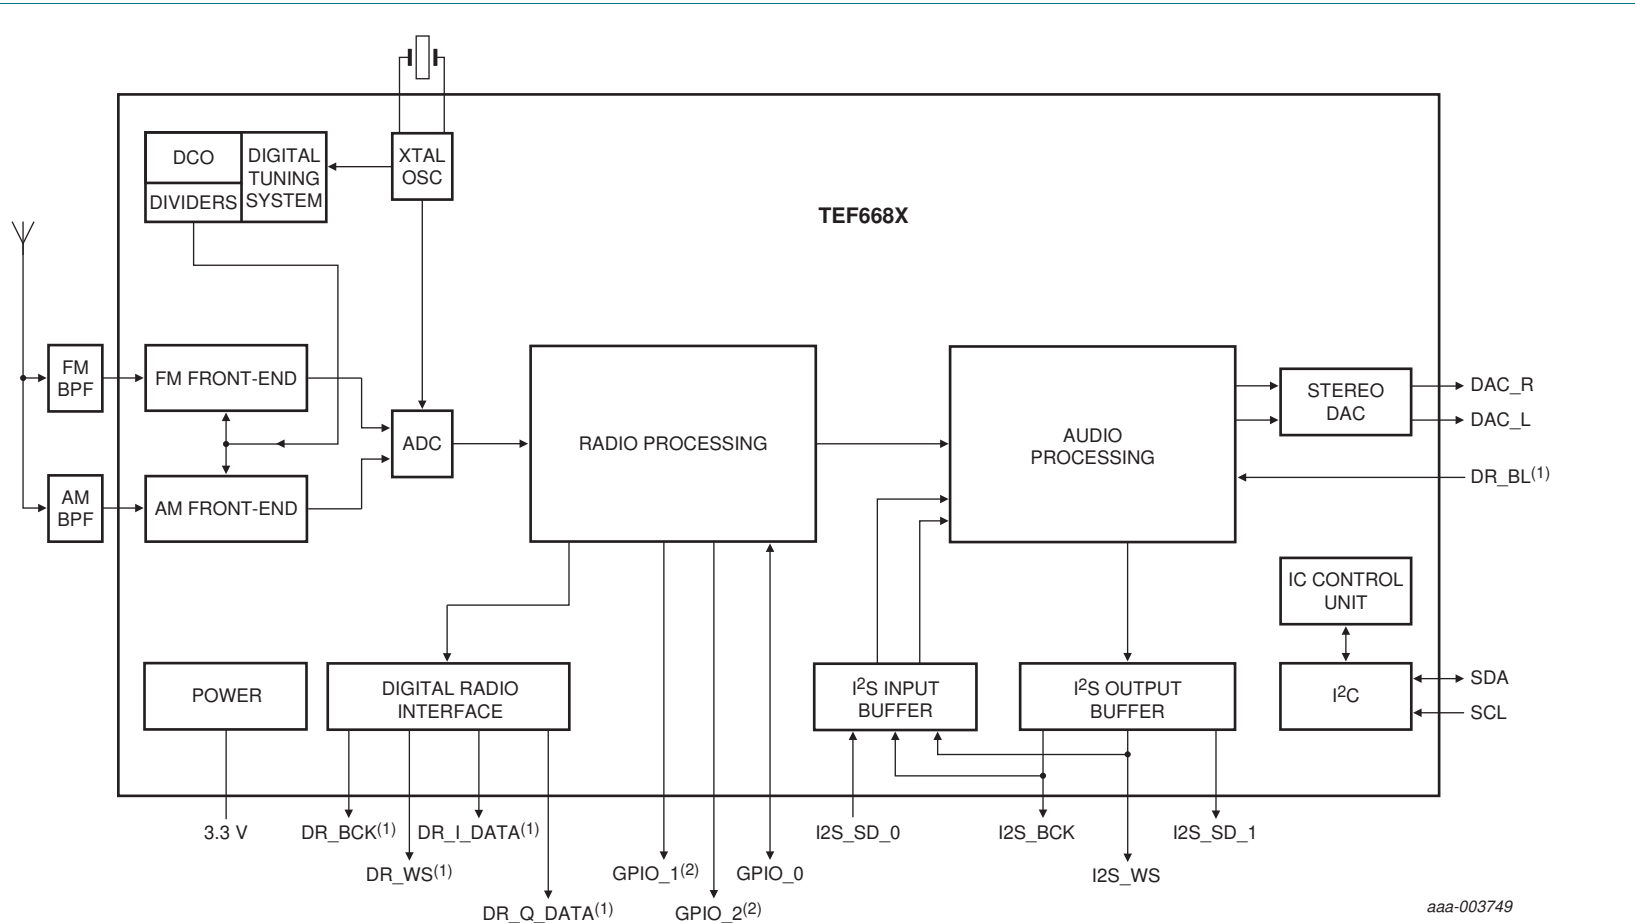 XTAL
OSC
DCO
DIVIDERS
DIGITAL
TUNING
SYSTEM
TEF668X
FM
BPF
FM FRONT-END
AM
BPF
AM FRONT-END
ADC
RADIO PROCESSING
AUDIO
PROCESSING
STEREO
DAC
DAC_R
DAC_L
DR_BL(1)
IC CONTROL
UNIT
POWER
DIGITAL RADIO
INTERFACE
I2S INPUT
BUFFER
I2S OUTPUT
BUFFER
I2C
SDA
SCL
3.3 V
DR_BCK(1)
DR_I_DATA(1)
I2S_SD_0
I2S_BCK
I2S_SD_1
DR_WS(1)
GPIO_1(2)
GPIO_0
I2S_WS
DR_Q_DATA(1)
GPIO_2(2)
aaa-003749